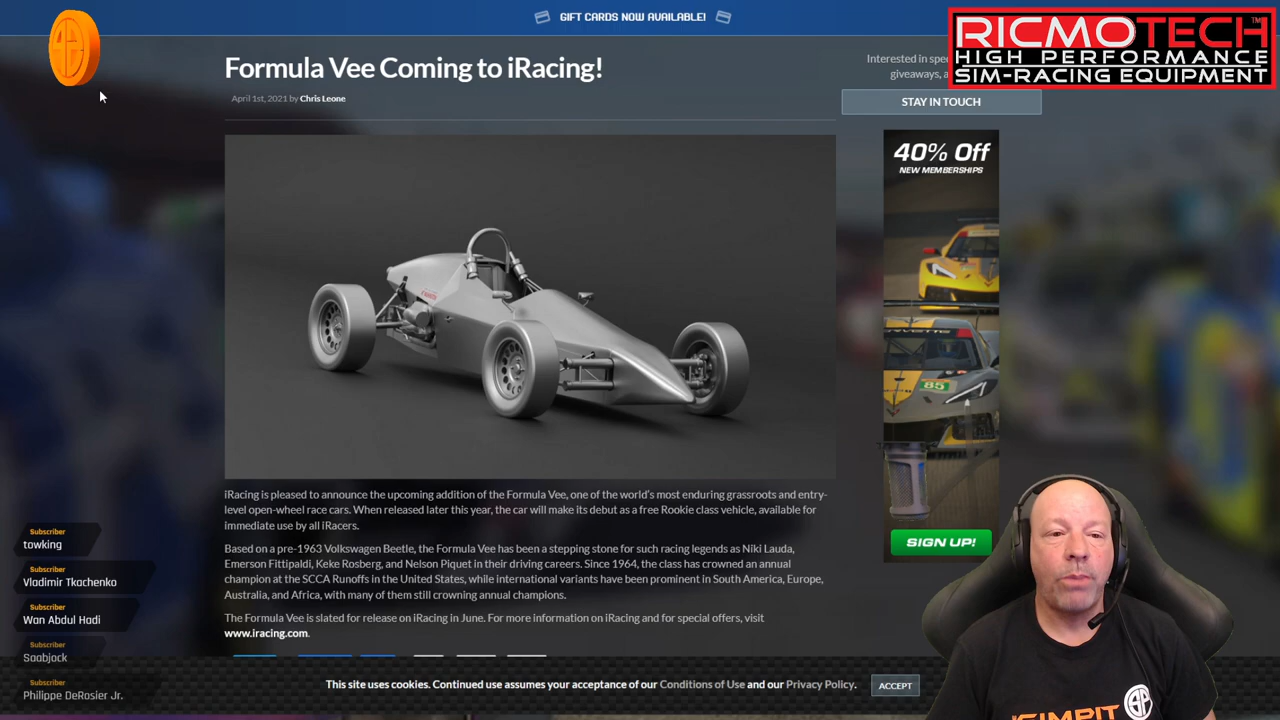 GIFT CARDS NOW AVAILABLE!
RICMOTECH™
HIGH PERFORMANCE
SIM-RACING EQUIPMENT
Formula Vee Coming to iRacing!
April 1st, 2021 by Chris Leone
Interested in
giveaways, a
STAY IN TOUCH
40% Off
NEW MEMBERSHIPS
85
SIGN UP!
iRacing is pleased to announce the upcoming addition of the Formula Vee, one of the world's most enduring grassroots and entry-
level open-wheel race cars. When released later this year, the car will make its debut as a free Rookie class vehicle, available for
immediate use by all iRacers.
Based on a pre-1963 Volkswagen Beetle, the Formula Vee has been a stepping stone for such racing legends as Niki Lauda,
Emerson Fittipaldi, Keke Rosberg, and Nelson Piquet in their driving careers. Since 1964, the class has crowned an annual
champion at the SCCA Runoffs in the United States, while international variants have been prominent in South America, Europe,
Australia, and Africa, with many of them still crowning annual champions.
The Formula Vee is slated for release on iRacing in June. For more information on iRacing and for special offers, visit
www.iracing.com.
Subscriber
towking
Subscriber
Vladimir Tkachenko
Subscriber
Wan Abdul Hadi
Subscriber
Saabjock
Subscriber
Philippe DeRosier Jr.
This site uses cookies. Continued use assumes your acceptance of our Conditions of Use and our Privacy Policy.
ACCEPT
SIMPIT